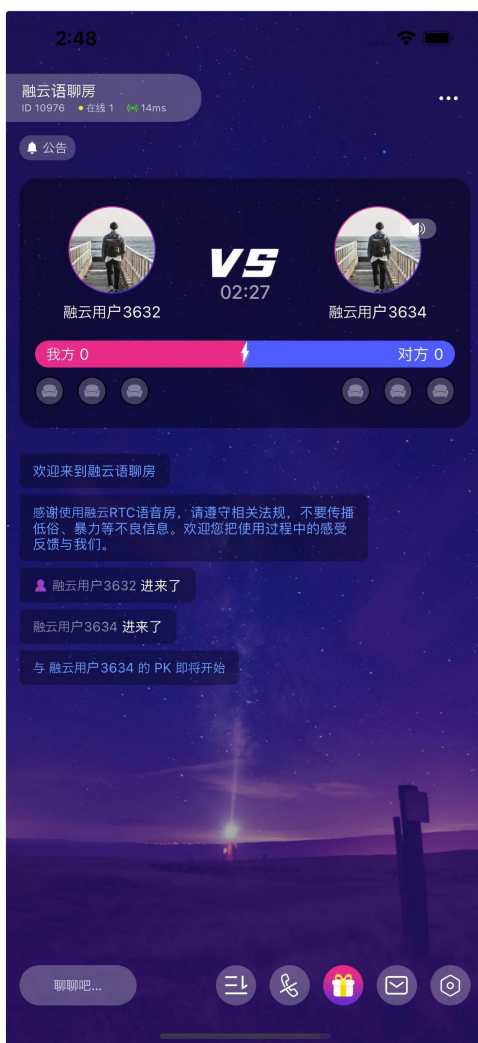 2:48
融云语聊房
ID 10976 在线 1 14ms
公告
VS
02:27
融云用户3632
融云用户3634
我方 0
对方 0
欢迎来到融云语聊房
感谢使用融云RTC语音房，请遵守相关法规，不要传播
低俗、暴力等不良信息。欢迎您把使用过程中的感受
反馈与我们。
融云用户3632 进来了
融云用户3634 进来了
与 融云用户3634 的 PK 即将开始
聊聊吧...